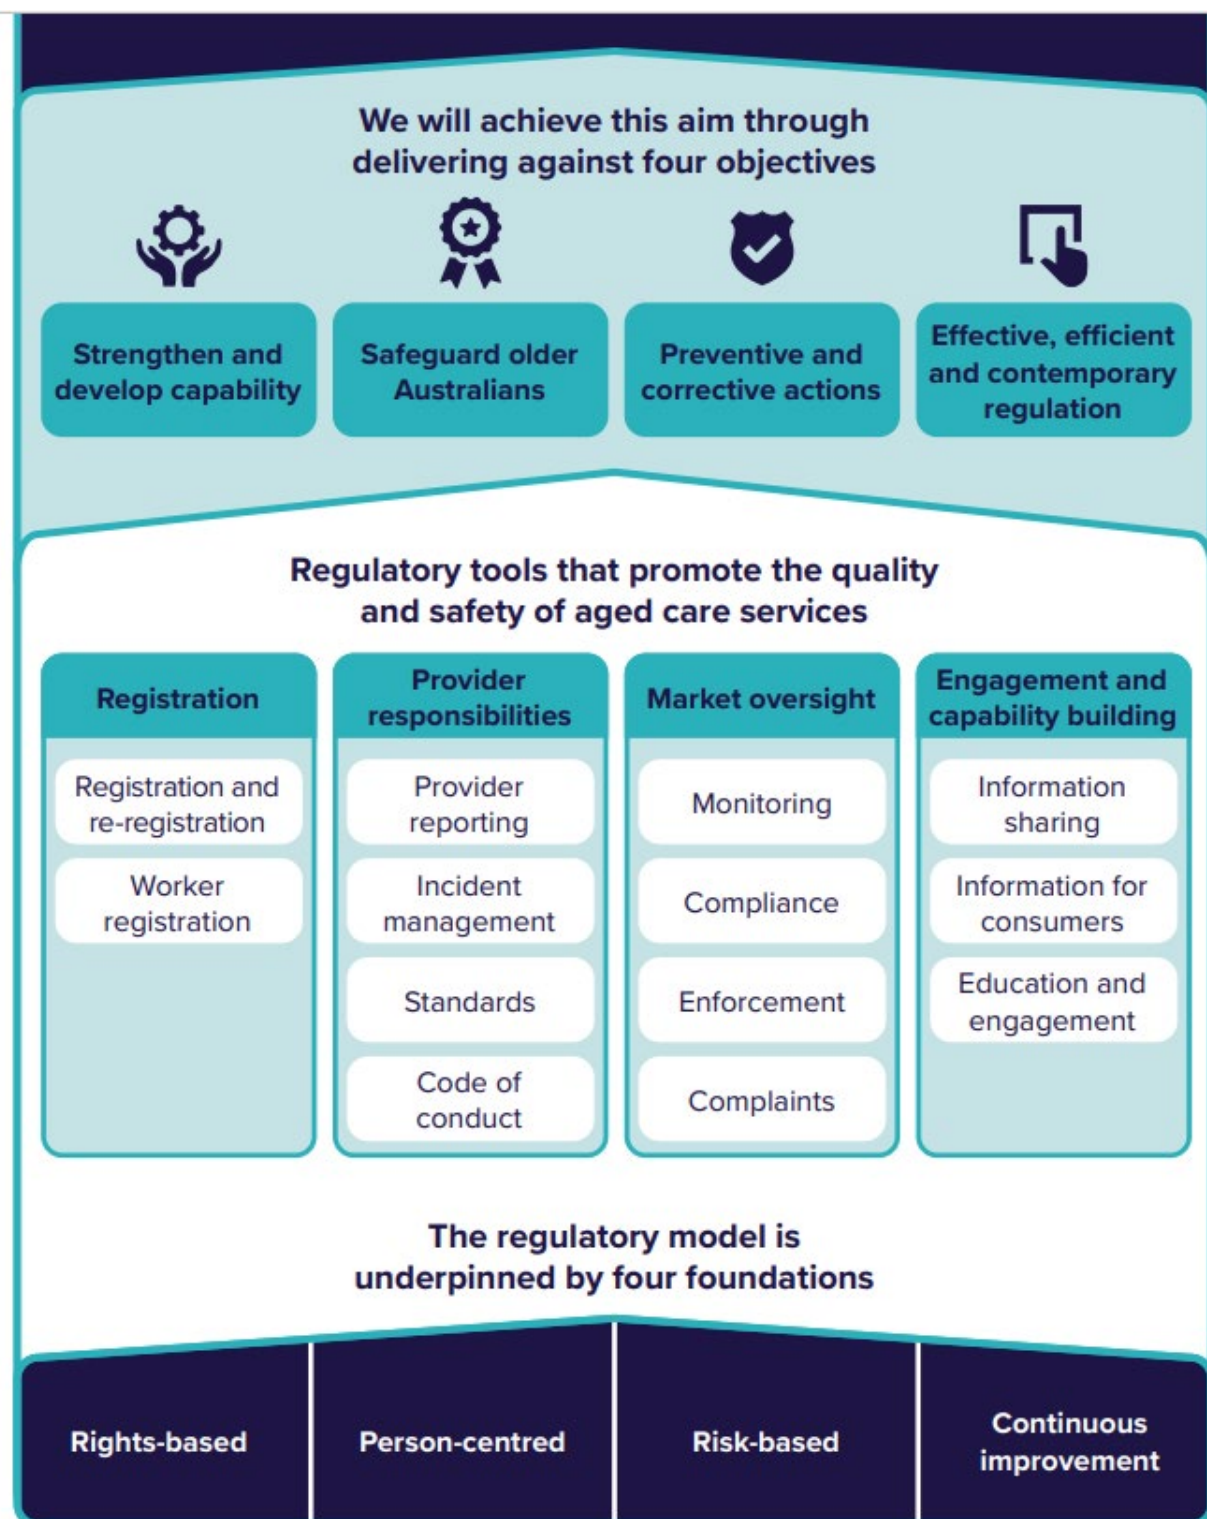 We will achieve this aim through
delivering against four objectives
Strengthen and
develop capability
Safeguard older
Australians
Preventive and
corrective actions
Effective, efficient
and contemporary
regulation
Regulatory tools that promote the quality
and safety of aged care services
Registration
Registration and
re-registration
Worker
registration
Provider
responsibilities
Provider
reporting
Incident
management
Standards
Code of
conduct
Market oversight
Monitoring
Compliance
Enforcement
Complaints
Engagement and
capability building
Information
sharing
Information for
consumers
Education and
engagement
The regulatory model is
underpinned by four foundations
Rights-based
Person-centred
Risk-based
Continuous
improvement